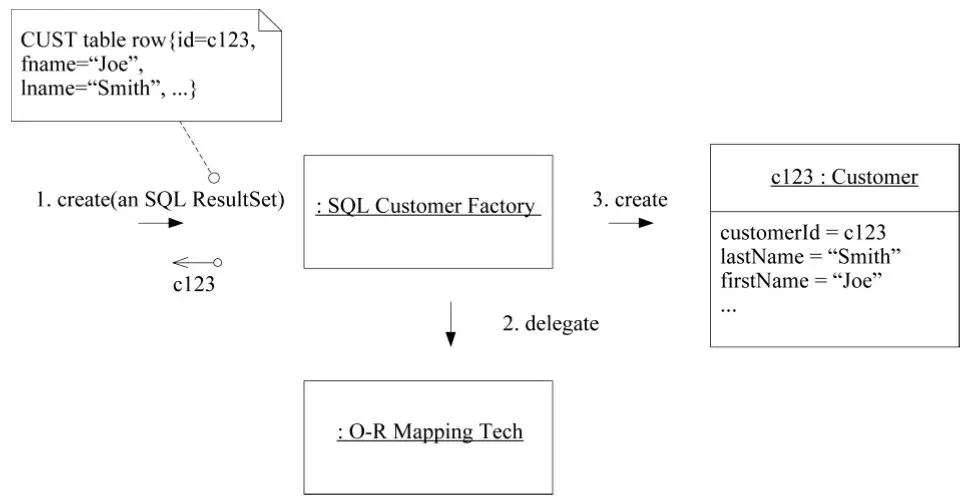 CUST table row{id=c123,
fname=“Joe”,
lname=“Smith”, ...}
1. create(an SQL ResultSet)
c123
: SQL Customer Factory
3. create
c123 : Customer
customerId = c123
lastName = “Smith”
firstName = “Joe”
...
2. delegate
: O-R Mapping Tech